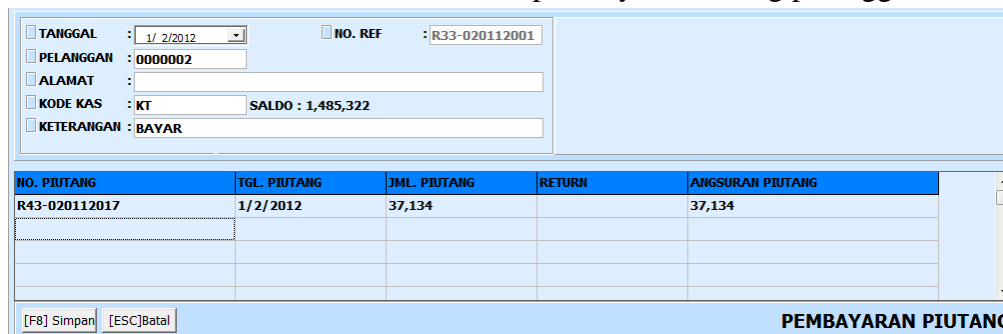 TANGGAL : 1/ 2/2012 NO. REF : R33-020112001
PELANGGAN : 0000002
ALAMAT :
KODE KAS : KT SALDO : 1,485,322
KETERANGAN : BAYAR
NO. PIUTANG TGL. PIUTANG JML. PIUTANG RETURN ANGSURAN PIUTANG
R43-020112017 1/2/2012 37,134 37,134
[F8] Simpan [ESC]Batal PEMBAYARAN PIUTANG